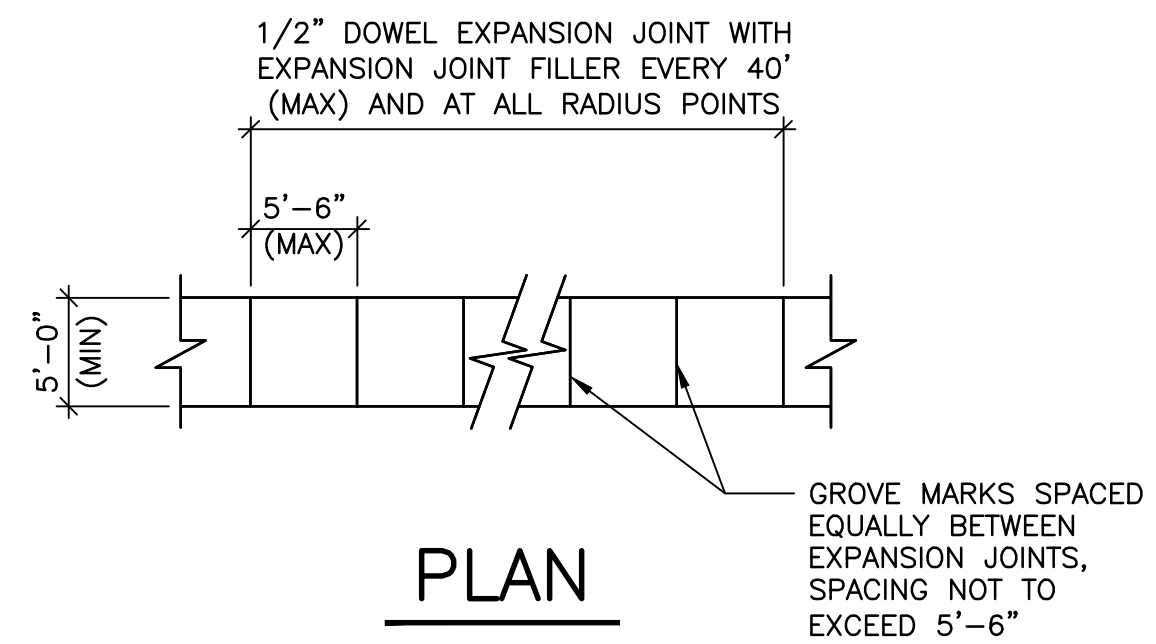 1/2” DOWEL EXPANSION JOINT WITH
EXPANSION JOINT FILLER EVERY 40'
(MAX) AND AT ALL RADIUS POINTS
5'-6”
(MAX)
5'-0”
(MIN)
GROVE MARKS SPACED
EQUALLY BETWEEN
EXPANSION JOINTS,
SPACING NOT TO
EXCEED 5'-6”
PLAN